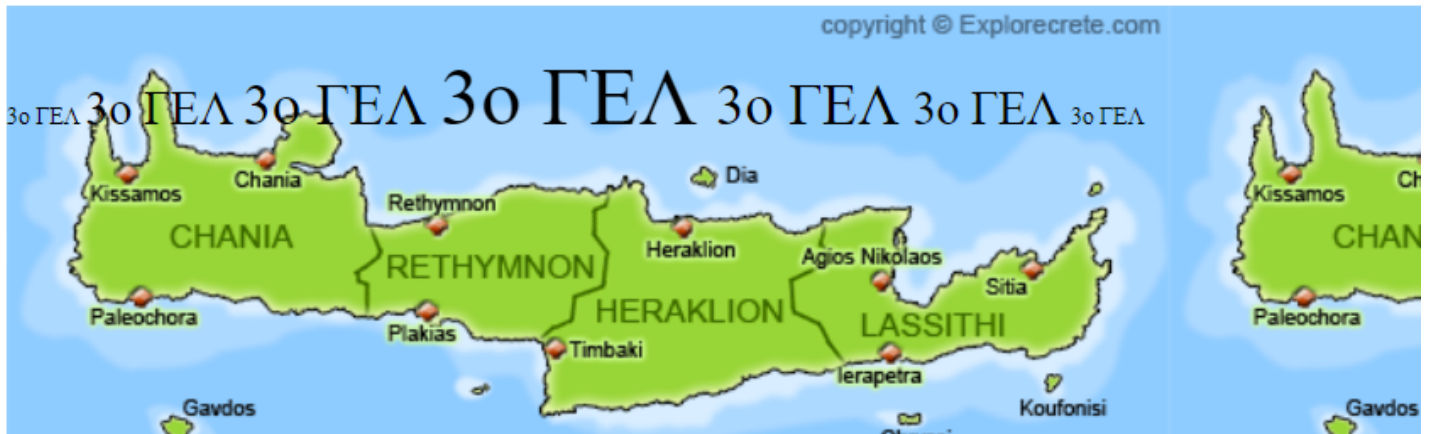 copyright © Explorecrete.com
3ο ΓΕΛ 3ο ΓΕΛ 3ο ΓΕΛ 3ο ΓΕΛ 3ο ΓΕΛ 3ο ΓΕΛ 3ο ΓΕΛ
Dia
Chania
Kissamos
Kissamos
Ch
Rethymnon
CHANIA
CHAN
Heraklion
Agios Nikolaos
RETHYMNON
Sitia
HERAKLION
LASSITHI
Paleochora
Paleochora
Plakias
Timbaki
Ierapetra
Gavdos
Koufonisi
Gavdos